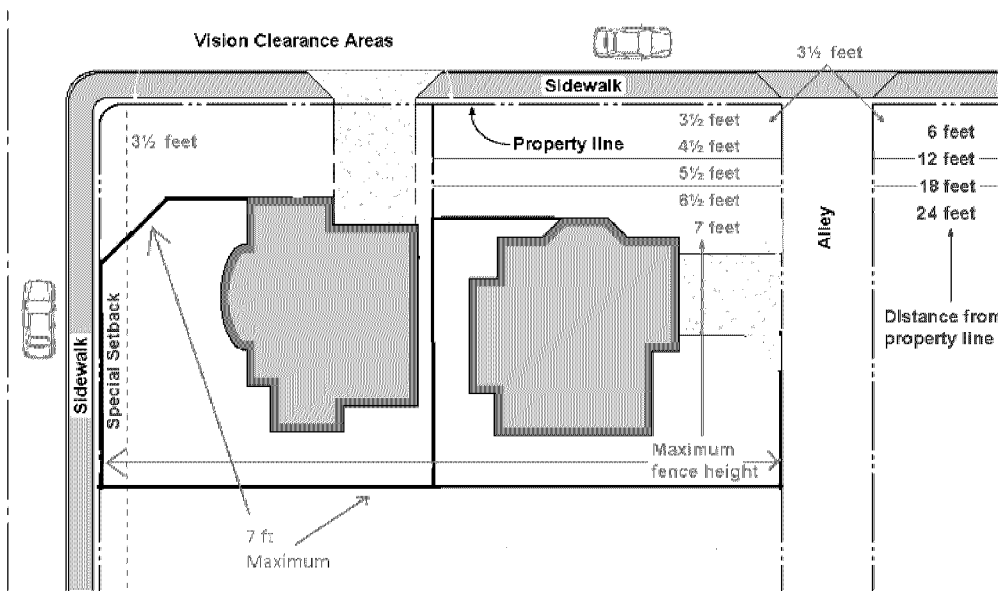 Vision Clearance Areas
3½ feet
Sidewalk
3½ feet
Property line
3½ feet
4½ feet
5½ feet
6½ feet
7 feet
6 feet
12 feet
18 feet
24 feet
Alley
Distance from
property line
Sidewalk
Special Setback
Maximum
fence height
7 ft
Maximum